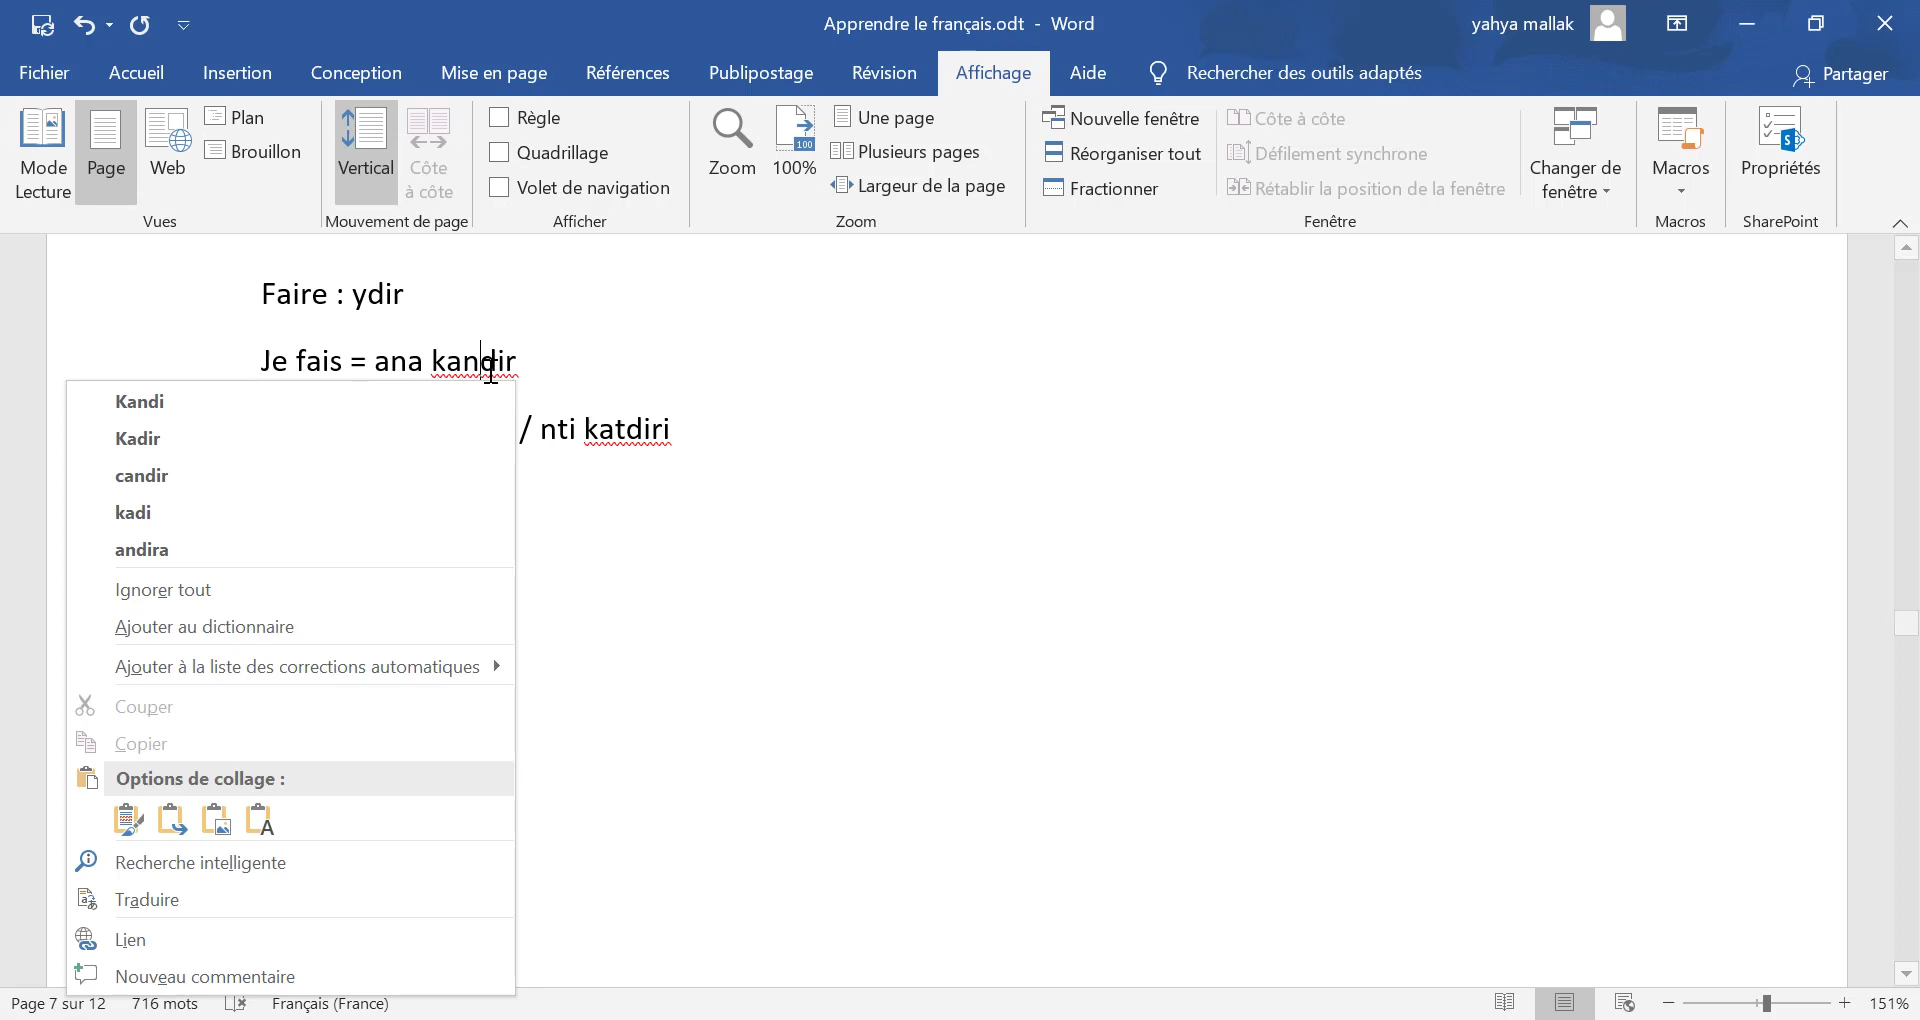 Apprendre le français.odt - Word
yahya mallak
Fichier Accueil Insertion Conception Mise en page Références Publipostage Révision Affichage Aide Rechercher des outils adaptés Partager
Mode Lecture
Page
Web
Plan
Brouillon
Vues
Vertical
Côte à côte
Mouvement de page
Règle
Quadrillage
Volet de navigation
Afficher
Zoom
100
100%
Une page
Plusieurs pages
Largeur de la page
Zoom
Nouvelle fenêtre
Réorganiser tout
Fractionner
Côte à côte
Défilement synchrone
Rétablir la position de la fenêtre
Changer de fenêtre
Fenêtre
Macros
Macros
Propriétés
SharePoint
Faire : ydir
Je fais = ana kandir
/ nti katdiri
Kandi
Kadir
candir
kadi
andira
Ignorer tout
Ajouter au dictionnaire
Ajouter à la liste des corrections automatiques
Couper
Copier
Options de collage :
Recherche intelligente
Traduire
Lien
Nouveau commentaire
Page 7 sur 12 716 mots Français (France) 151%